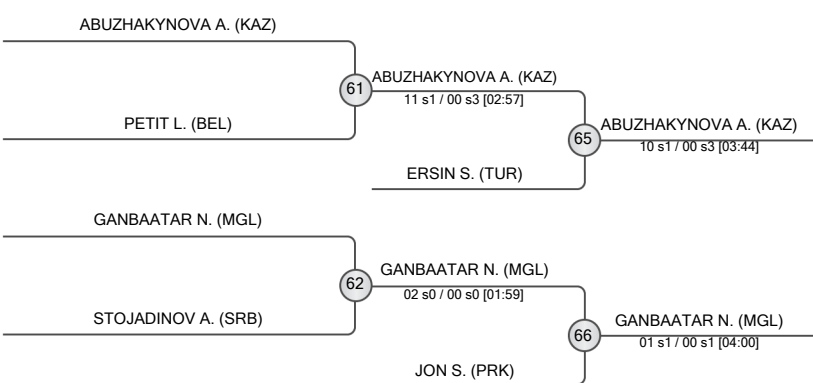 ABUZHAKYNOVA A. (KAZ)
61
ABUZHAKYNOVA A. (KAZ)
11 s1 / 00 s3 [02:57]
PETIT L. (BEL)
65
ABUZHAKYNOVA A. (KAZ)
10 s1 / 00 s3 [03:44]
ERSIN S. (TUR)
GANBAATAR N. (MGL)
62
GANBAATAR N. (MGL)
02 s0 / 00 s0 [01:59]
STOJADINOV A. (SRB)
66
GANBAATAR N. (MGL)
01 s1 / 00 s1 [04:00]
JON S. (PRK)